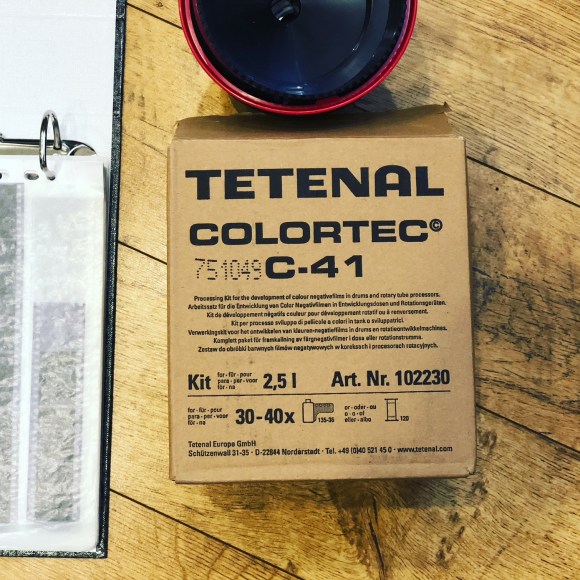 TETENAL
COLORTEC©
751049 C-41
Processing Kit for the development of colour negativefilms in drums and rotary tube processors.
Arbeitssatz für die Entwicklung von Color Negativfilmen in Entwicklungsdosen und Rotationsgeräten.
Kit de développement négatifs couleur pour développement rotatif ou à renversement.
Kit per processo sviluppo di pellicole a colori in tank o sviluppatrici.
Verwerkingskit voor het ontwikkelen van kleuren-negativefilms in drums en rotatieontwikkelmachines.
Komplett paket för framkallning av färgnegativfilmer i dosa eller rotationstrumma.
Zestaw do obróbki barwnych filmów negatywowych w koreksach i procesorach rotacyjnych.
Kit for · für · pour para · per · voor för · na 2,5 l Art. Nr. 102230
for · für · pour para · per · voor för · na 30-40x 135-36 or · oder · ou o · o · of eller · albo 120
Tetenal Europe GmbH
Schützenwall 31-35 · D-22844 Norderstedt · Tel. +49 (0)40 521 45 0 · www.tetenal.com